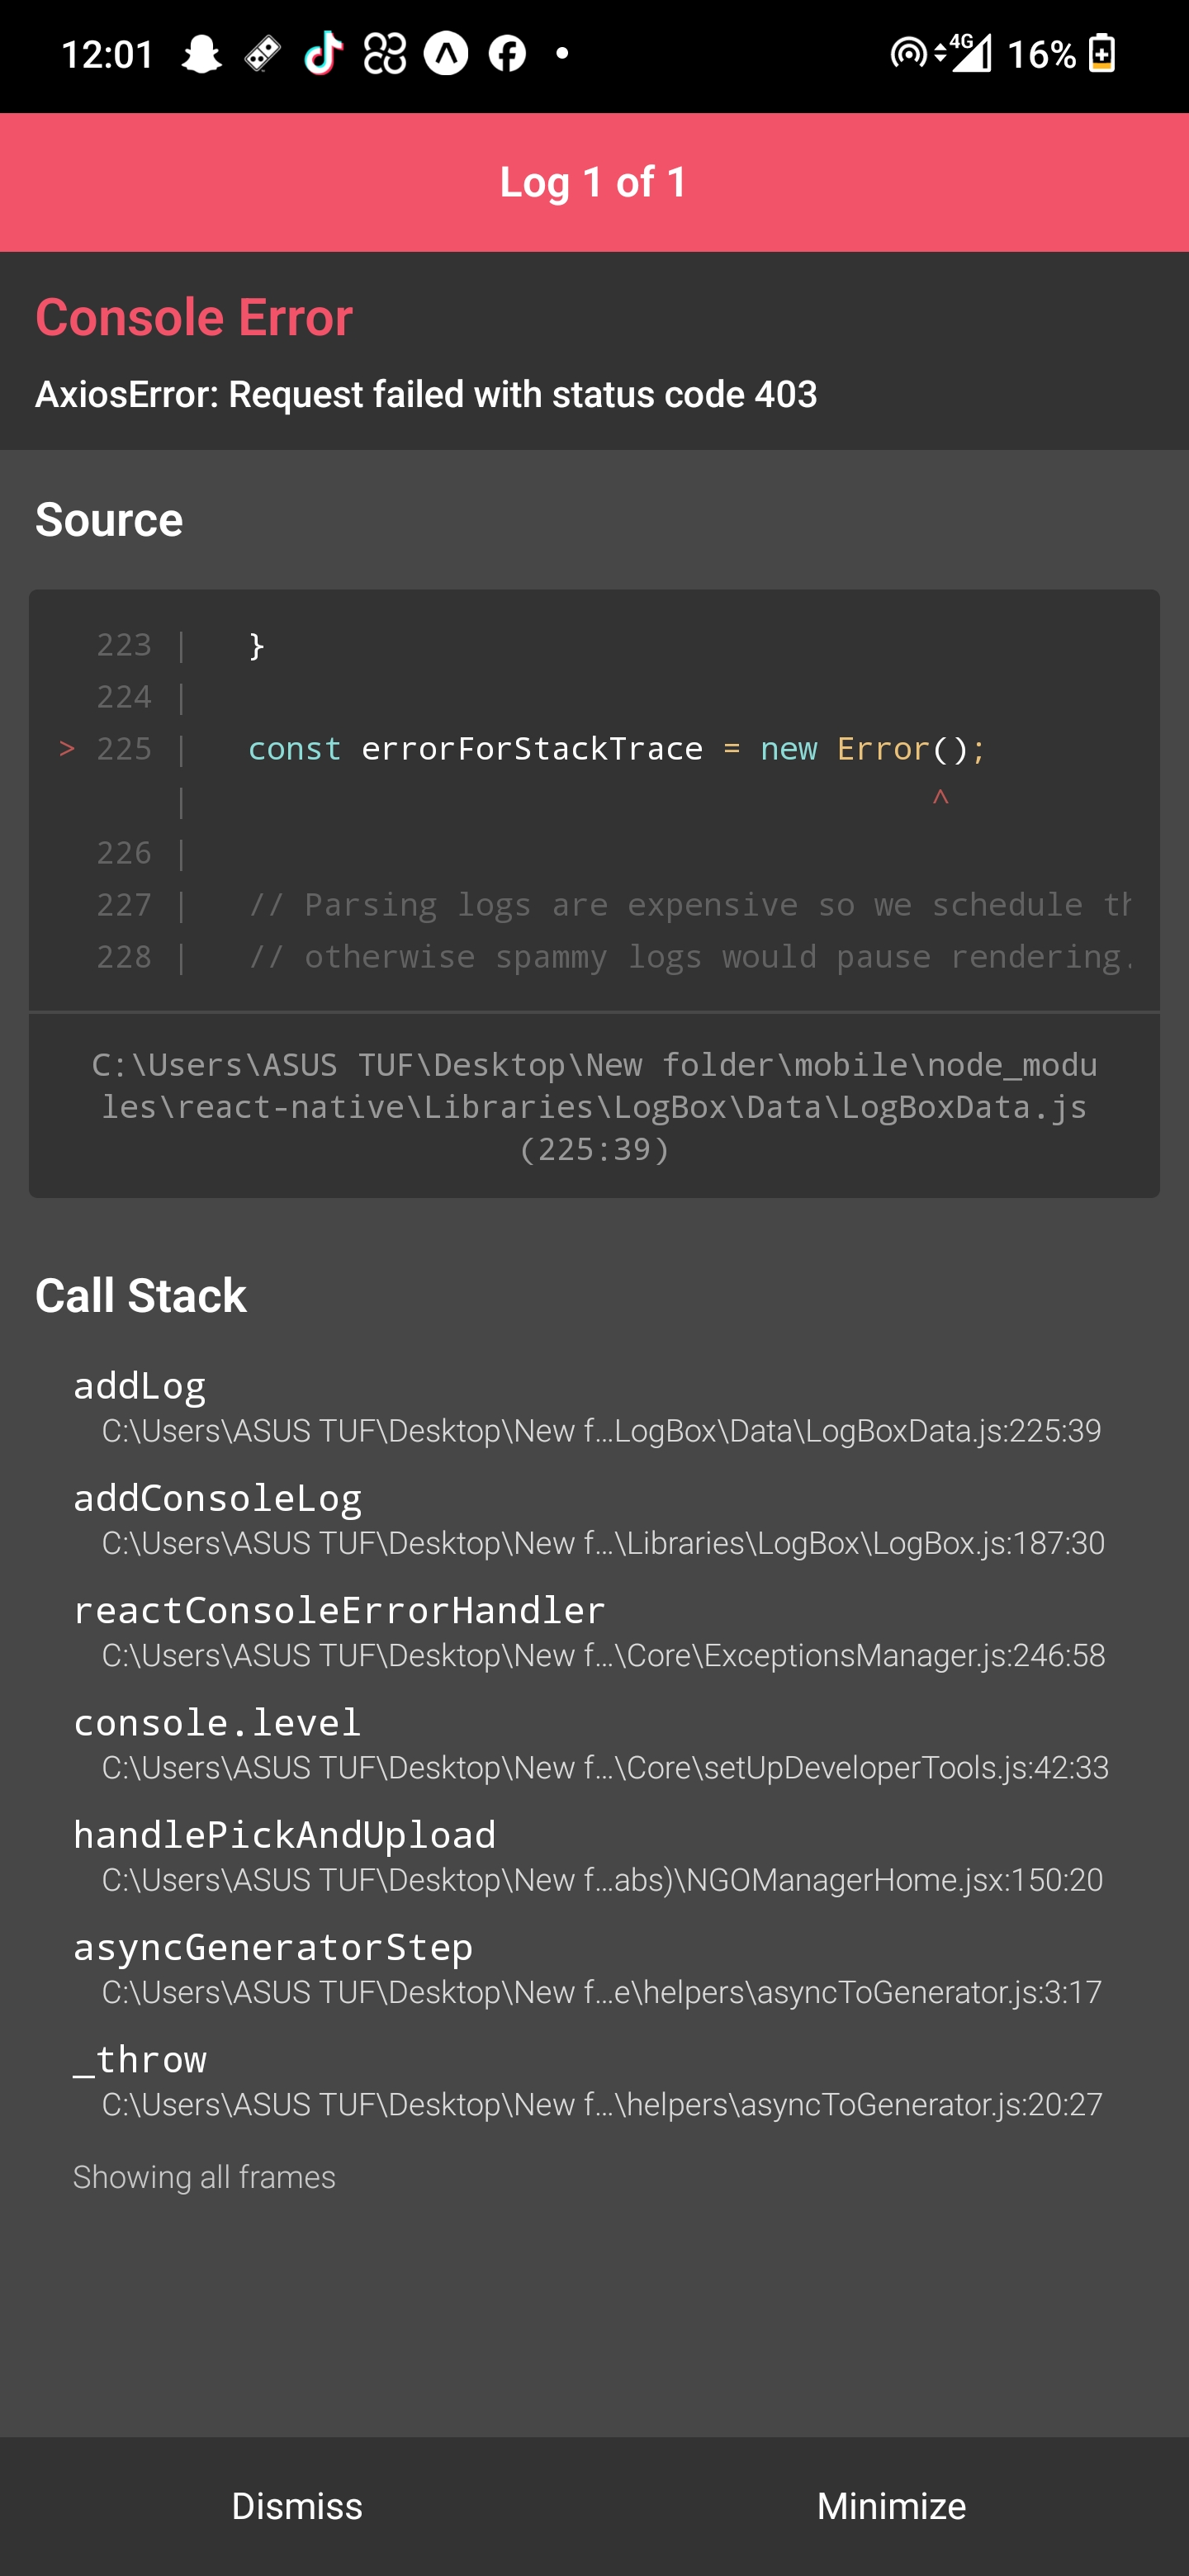 12:01 4G 16%
Log 1 of 1
Console Error
AxiosError: Request failed with status code 403
Source
223 | }
224 |
> 225 | const errorForStackTrace = new Error();
| ^
226 |
227 | // Parsing logs are expensive so we schedule th
228 | // otherwise spammy logs would pause rendering.
C:\Users\ASUS TUF\Desktop\New folder\mobile\node_modu
les\react-native\Libraries\LogBox\Data\LogBoxData.js
(225:39)
Call Stack
addLog
C:\Users\ASUS TUF\Desktop\New f...LogBox\Data\LogBoxData.js:225:39
addConsoleLog
C:\Users\ASUS TUF\Desktop\New f...\Libraries\LogBox\LogBox.js:187:30
reactConsoleErrorHandler
C:\Users\ASUS TUF\Desktop\New f...\Core\ExceptionsManager.js:246:58
console.level
C:\Users\ASUS TUF\Desktop\New f...\Core\setUpDeveloperTools.js:42:33
handlePickAndUpload
C:\Users\ASUS TUF\Desktop\New f...abs)\NGOManagerHome.jsx:150:20
asyncGeneratorStep
C:\Users\ASUS TUF\Desktop\New f...e\helpers\asyncToGenerator.js:3:17
_throw
C:\Users\ASUS TUF\Desktop\New f...\helpers\asyncToGenerator.js:20:27
Showing all frames
Dismiss Minimize